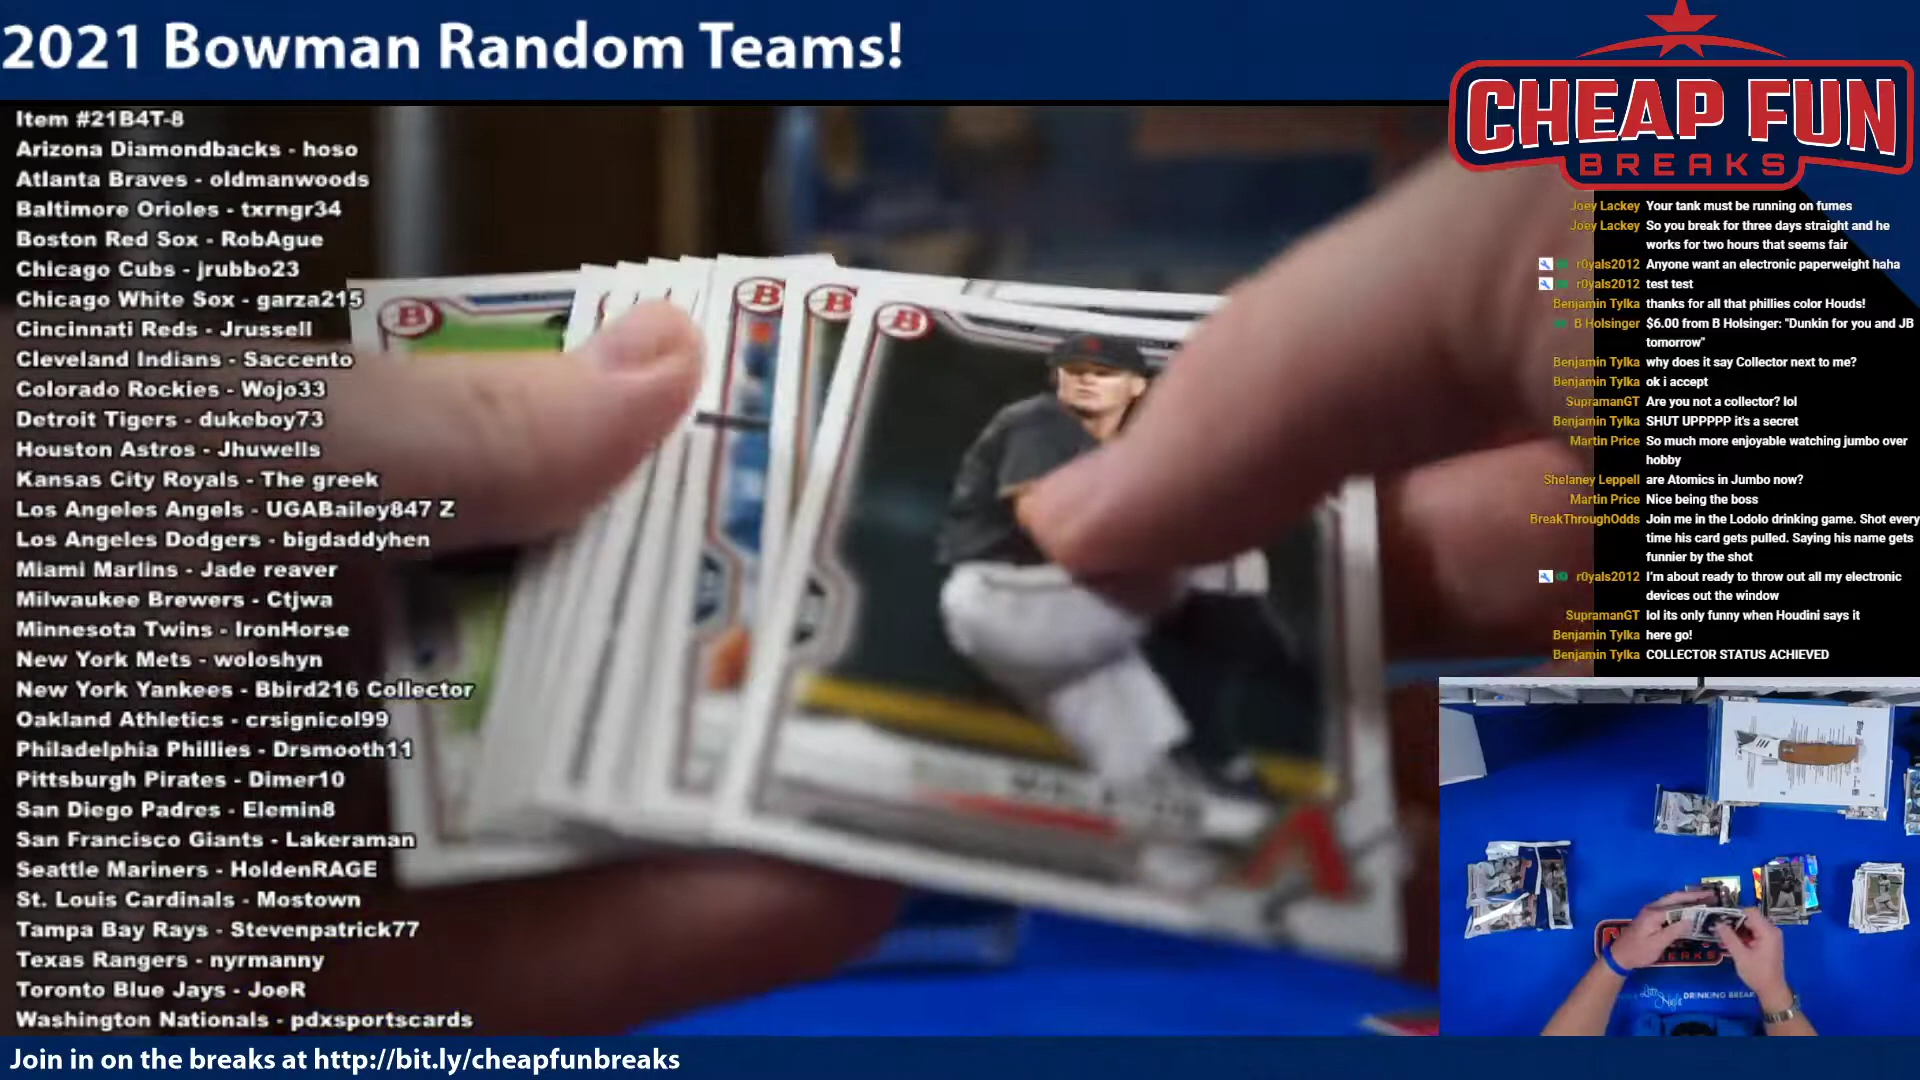 2021 Bowman Random Teams!
CHEAP FUN
BREAKS
Item #21B4T-8
Arizona Diamondbacks - hoso
Atlanta Braves - oldmanwoods
Baltimore Orioles - txrngr34
Boston Red Sox - RobAgue
Chicago Cubs - jrubbo23
Chicago White Sox - garza215
Cincinnati Reds - Jrussell
Cleveland Indians - Saccento
Colorado Rockies - Wojo33
Detroit Tigers - dukeboy73
Houston Astros - Jhuwells
Kansas City Royals - The greek
Los Angeles Angels - UGABailey847 Z
Los Angeles Dodgers - bigdaddyhen
Miami Marlins - Jade reaver
Milwaukee Brewers - Ctjwa
Minnesota Twins - IronHorse
New York Mets - woloshyn
New York Yankees - Bbird216 Collector
Oakland Athletics - crsignicol99
Philadelphia Phillies - Drsmooth11
Pittsburgh Pirates - Dimer10
San Diego Padres - Elemin8
San Francisco Giants - Lakeraman
Seattle Mariners - HoldenRAGE
St. Louis Cardinals - Mostown
Tampa Bay Rays - Stevenpatrick77
Texas Rangers - nyrmanny
Toronto Blue Jays - JoeR
Washington Nationals - pdxsportscards
B
B
B
B
A
Joey Lackey Your tank must be running on fumes
Joey Lackey So you break for three days straight and he
works for two hours that seems fair
r0yals2012 Anyone want an electronic paperweight haha
r0yals2012 test test
Benjamin Tylka thanks for all that phillies color Houds!
B Holsinger $6.00 from B Holsinger: "Dunkin for you and JB
tomorrow"
Benjamin Tylka why does it say Collector next to me?
Benjamin Tylka ok i accept
SupramanGT Are you not a collector? lol
Benjamin Tylka SHUT UPPPPP it's a secret
Martin Price So much more enjoyable watching jumbo over
hobby
Shelaney Leppell are Atomics in Jumbo now?
Martin Price Nice being the boss
BreakThroughOdds Join me in the Lodolo drinking game. Shot every
time his card gets pulled. Saying his name gets
funnier by the shot
r0yals2012 I'm about ready to throw out all my electronic
devices out the window
SupramanGT lol its only funny when Houdini says it
Benjamin Tylka here go!
Benjamin Tylka COLLECTOR STATUS ACHIEVED
DRINKING BREAK
Join in on the breaks at http://bit.ly/cheapfunbreaks